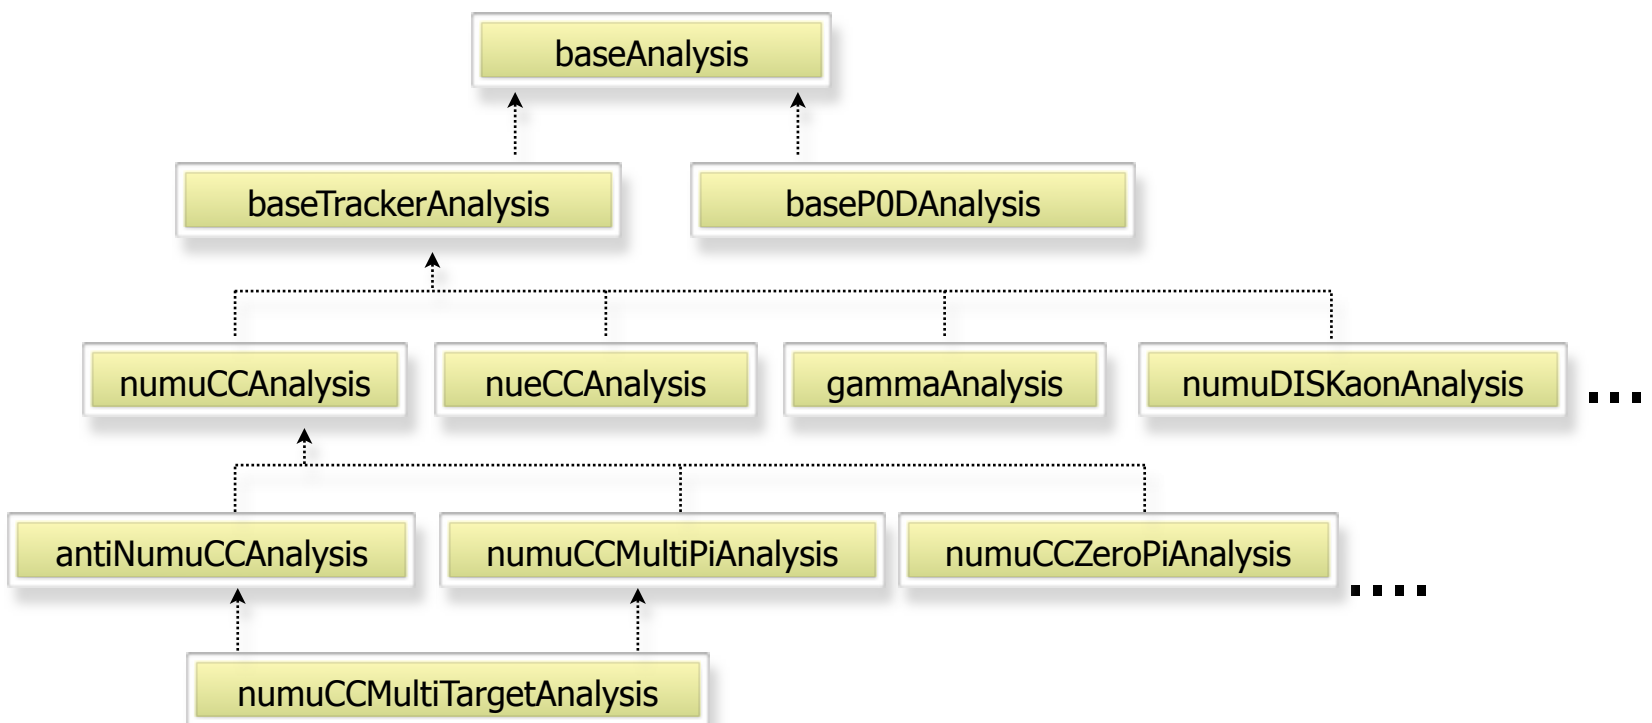 baseAnalysis
baseTrackerAnalysis
baseP0DAnalysis
numuCCAnalysis
nueCCAnalysis
gammaAnalysis
numuDISKaonAnalysis
...
antiNumuCCAnalysis
numuCCMultiPiAnalysis
numuCCZeroPiAnalysis
....
numuCCMultiTargetAnalysis